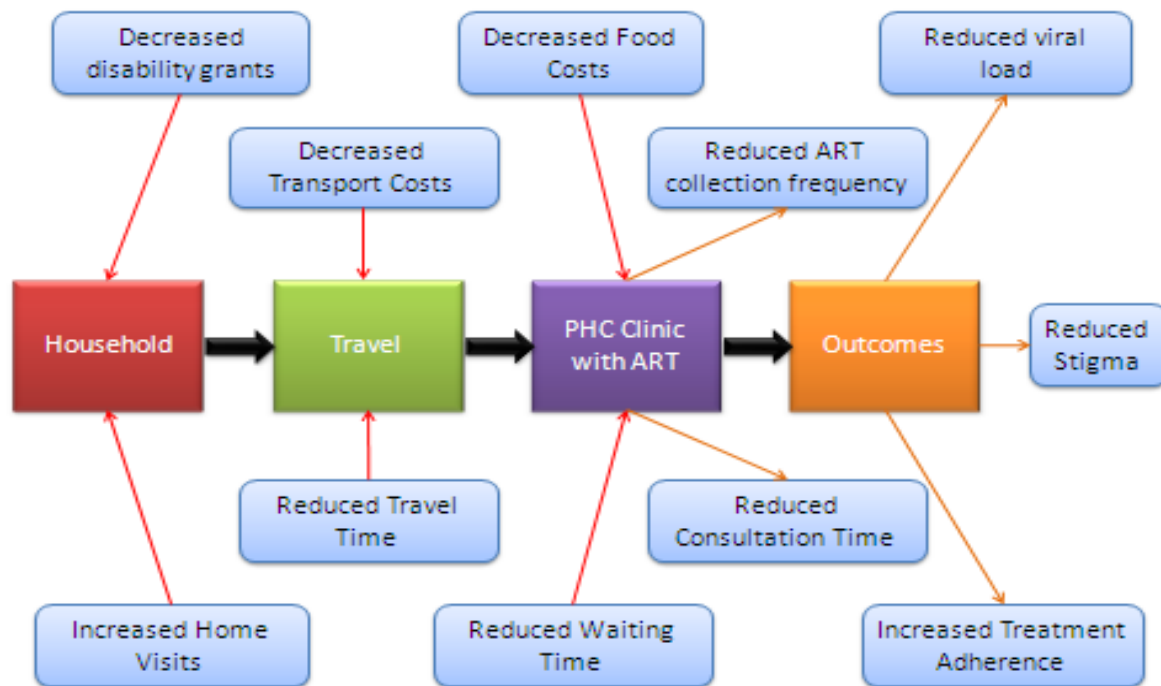 Decreased
disability grants
Decreased Food
Costs
Reduced viral
load
Decreased
Transport Costs
Reduced ART
collection frequency
Household
Travel
PHC Clinic
with ART
Outcomes
Reduced
Stigma
Reduced Travel
Time
Reduced
Consultation Time
Increased Home
Visits
Reduced Waiting
Time
Increased Treatment
Adherence